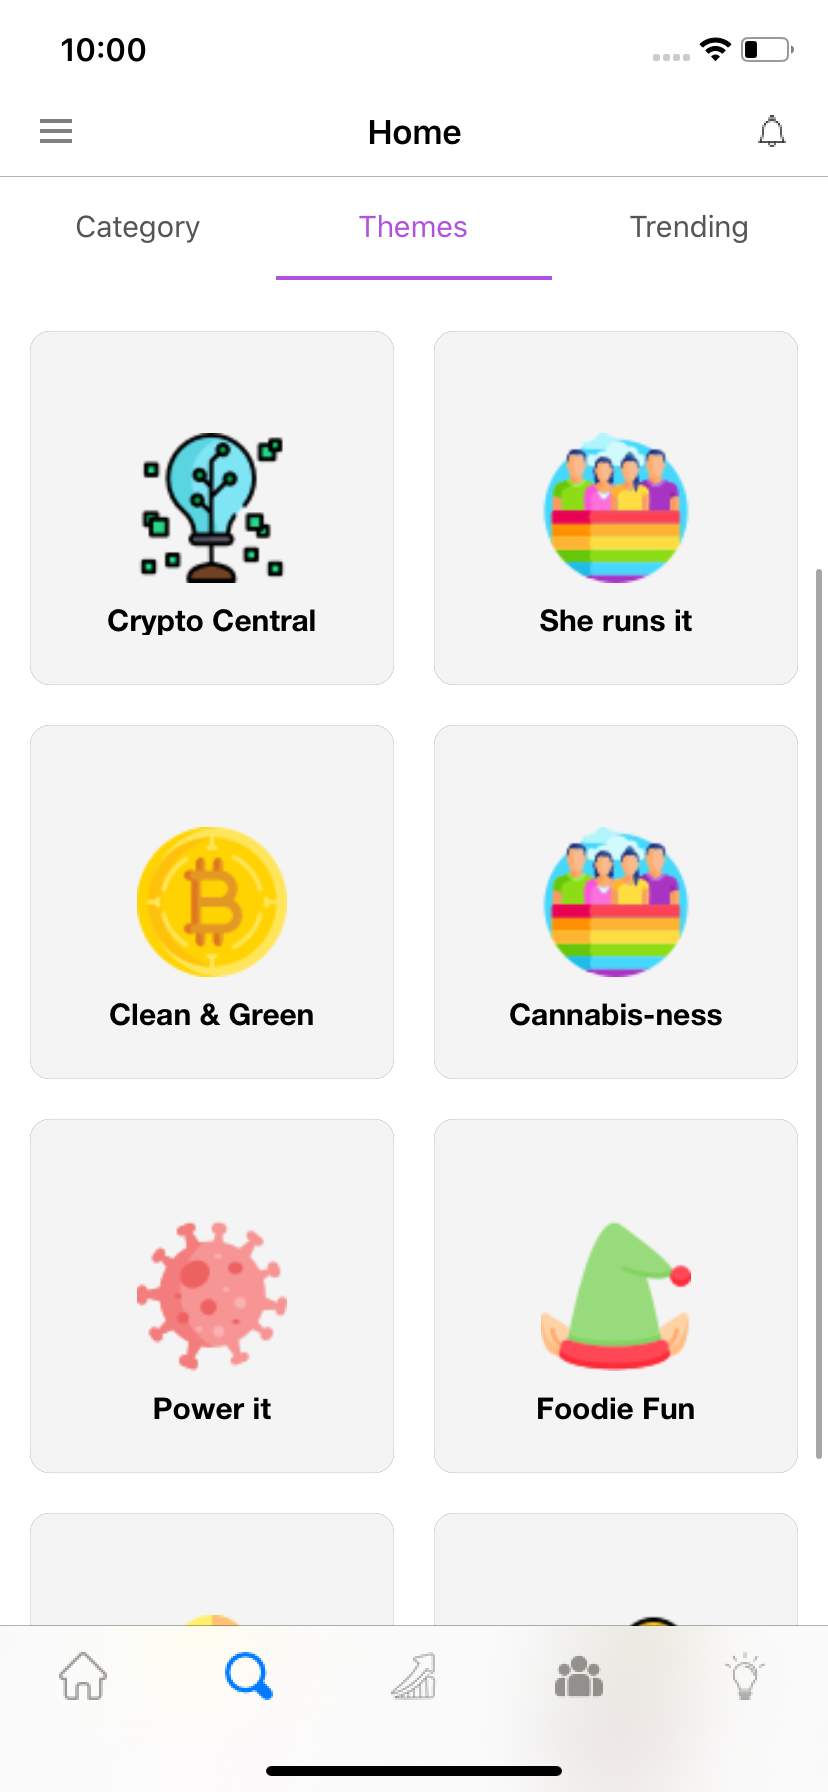 10:00
Home
Category Themes Trending
Crypto Central She runs it
Clean & Green Cannabis-ness
Power it Foodie Fun